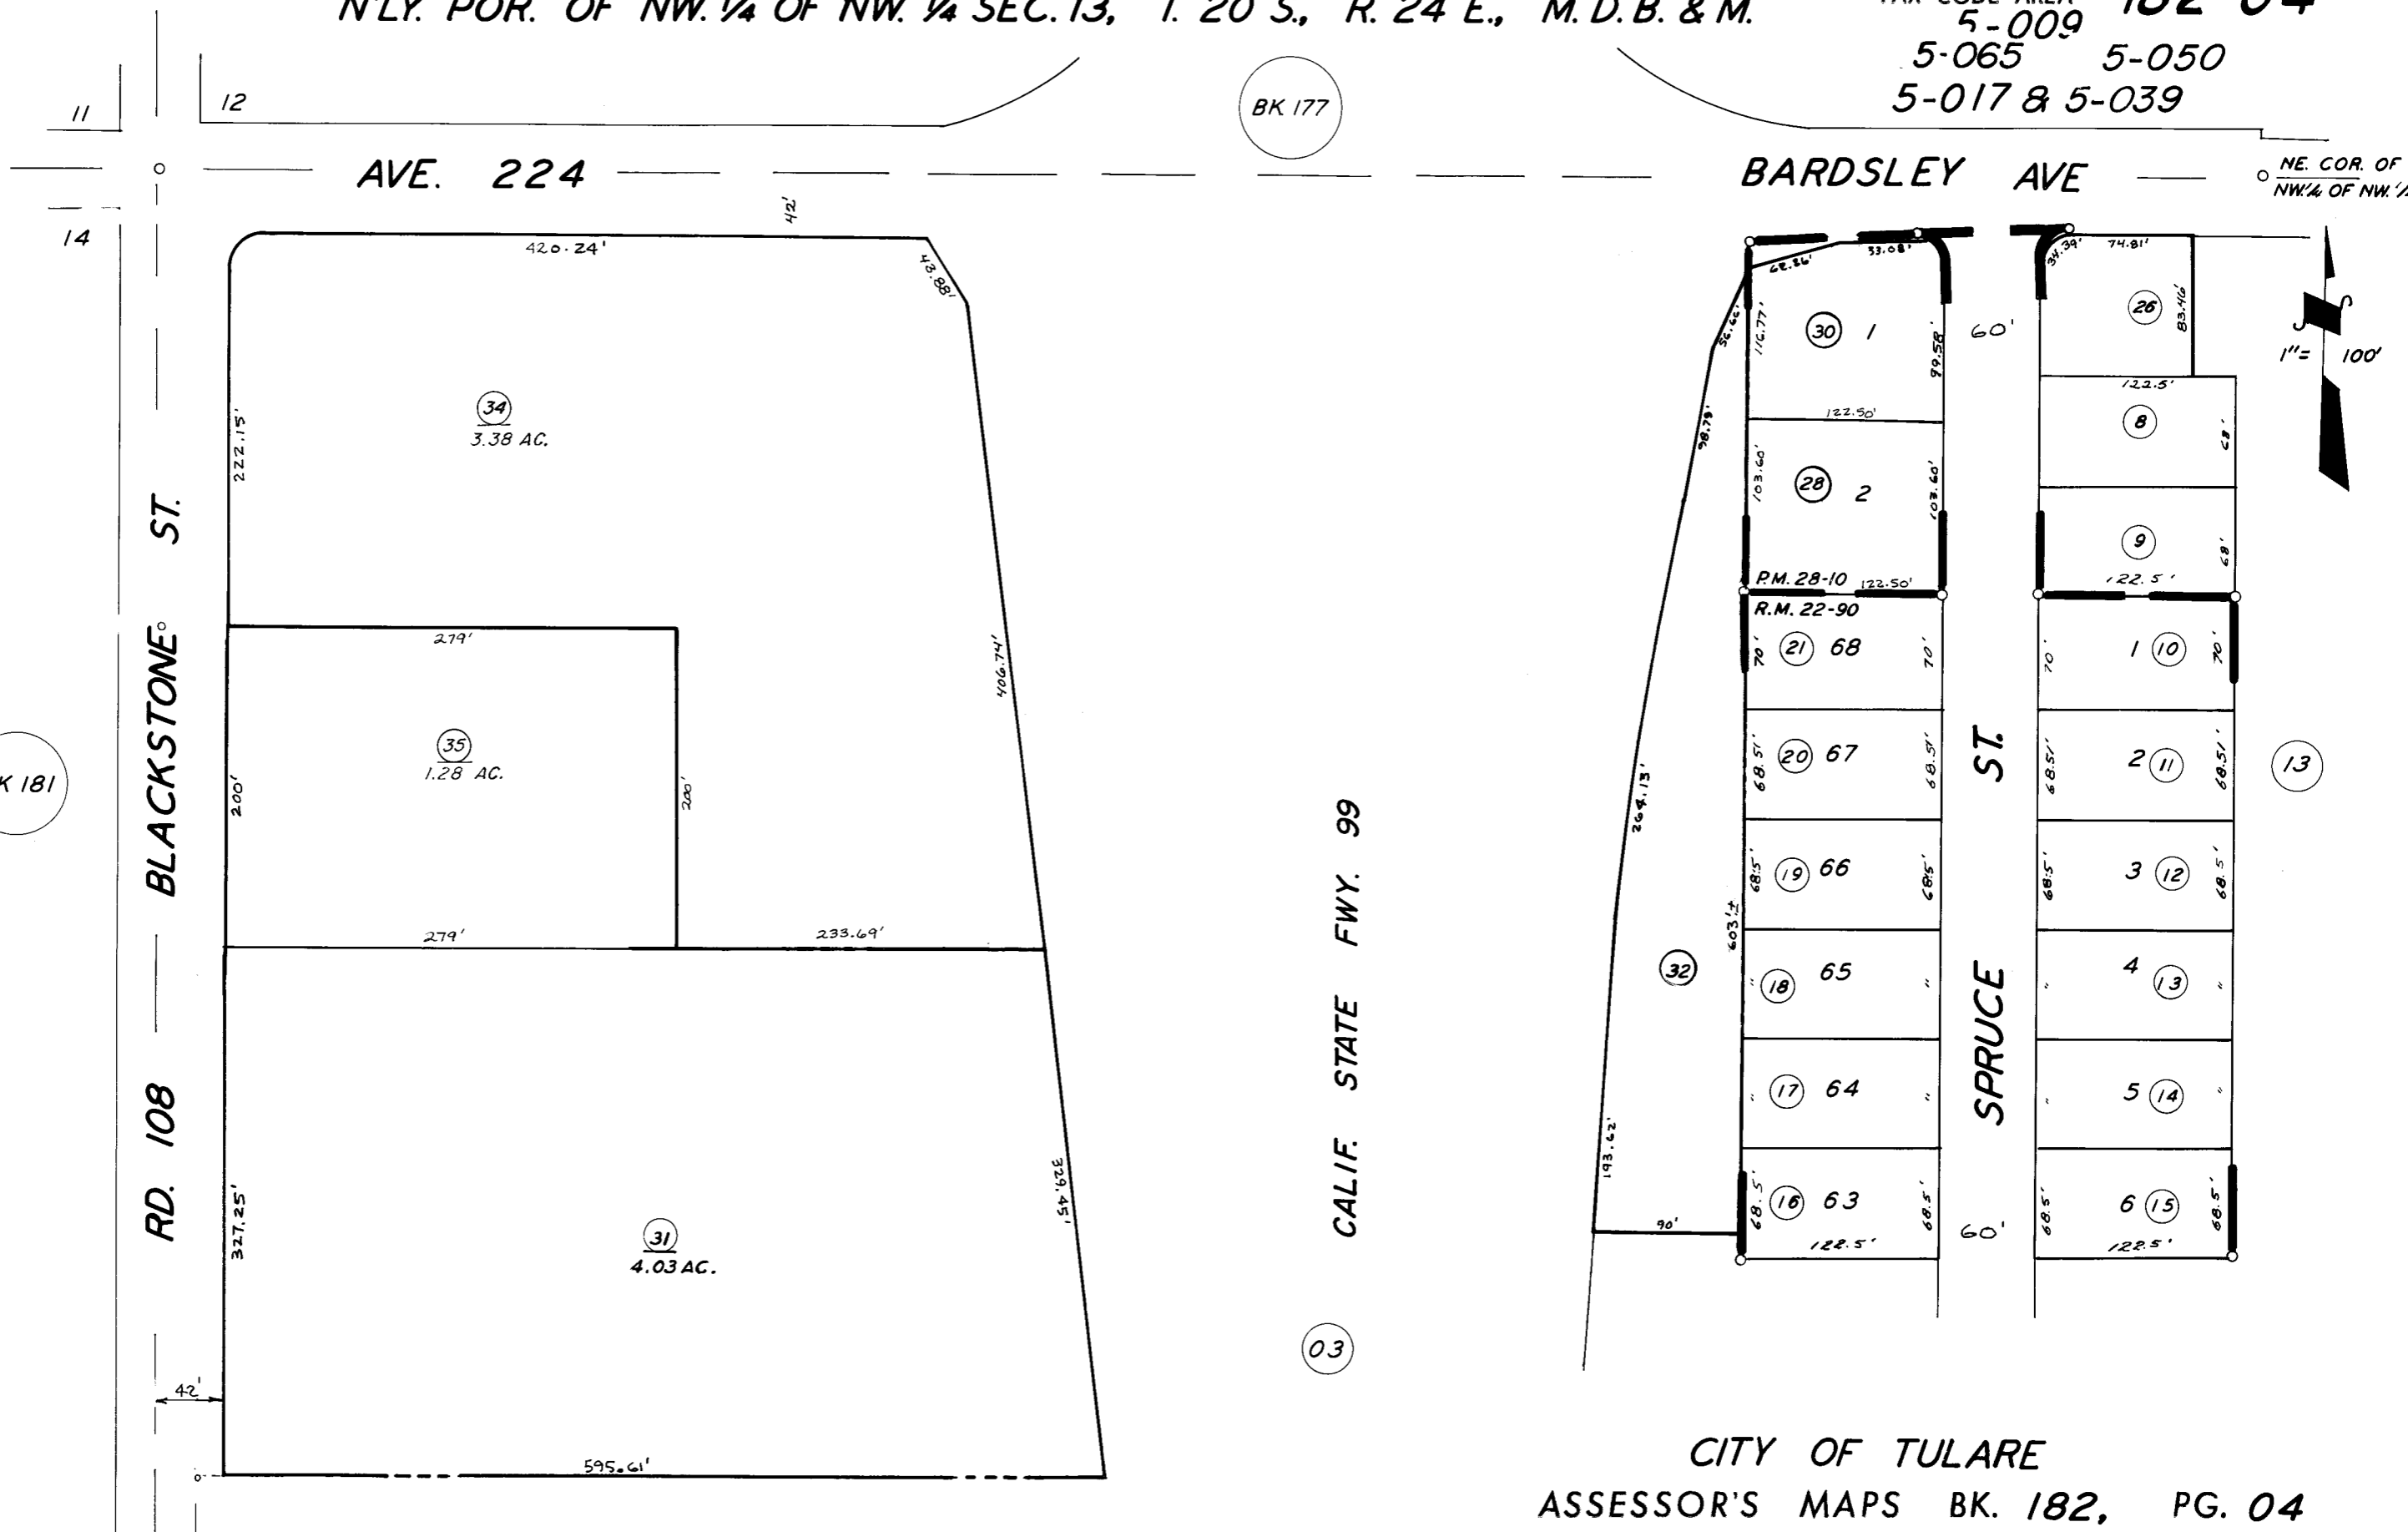 N'LY. POR. OF NW. 1/4 OF NW. 1/4 SEC. 13, T. 20 S., R. 24 E., M. D. B. & M.
TAX CODE AREA 182-04
5-009
5-065 5-050
5-017 & 5-039
11
12
14
BK 177
AVE. 224
BARDSLEY AVE
NE. COR. OF
NW.1/4 OF NW.
42'
420.24'
43.88'
222.15'
34
3.38 AC.
406.74'
279'
35
1.28 AC.
200'
200'
279'
233.69'
327.25'
31
4.03 AC.
329.45'
42'
595.61'
RD. 108 BLACKSTONE ST.
K 181
CALIF. STATE FWY. 99
03
62.26'
33.08'
56.66'
116.77'
30 1
99.58'
122.50'
98.79'
103.60'
28 2
103.60'
P.M. 28-10 122.50'
R.M. 22-90
70' 21 68 70'
68.51' 20 67 68.51'
68.5' 19 66 68.5'
" 18 65 "
" 17 64 "
68.5' 16 63 68.5'
122.5'
264.13'
603'±
32
193.62'
90'
60'
SPRUCE ST.
60'
34.39'
74.81'
26
83.46'
122.5'
8
68'
9
68'
122.5'
70' 1 10 70'
68.51' 2 11 68.51'
68.5' 3 12 68.5'
" 4 13 "
" 5 14 "
68.5' 6 15 68.5'
122.5'
13
1"= 100'
CITY OF TULARE
ASSESSOR'S MAPS BK. 182, PG. 04